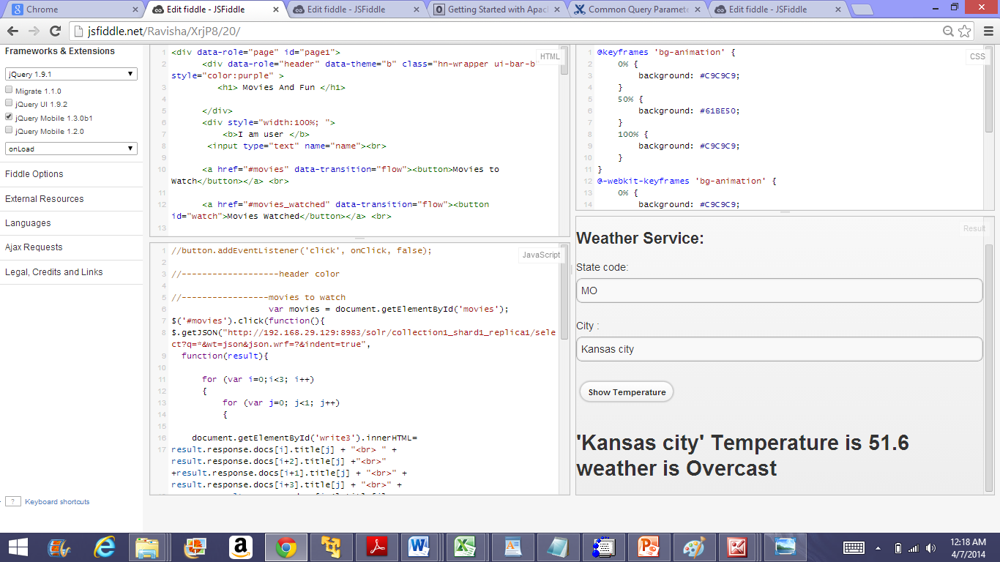 Chrome
Edit fiddle - JSFiddle
Edit fiddle - JSFiddle
Getting Started with Apac
Common Query Paramete
Edit fiddle - JSFiddle
jsfiddle.net/Ravisha/XrjP8/20/
Frameworks & Extensions
jQuery 1.9.1
Migrate 1.1.0
jQuery UI 1.9.2
jQuery Mobile 1.3.0b1
jQuery Mobile 1.2.0
onLoad
Fiddle Options
External Resources
Languages
Ajax Requests
Legal, Credits and Links
? Keyboard shortcuts
HTML
1 <div data-role="page" id="page1">
2 <div data-role="header" data-theme="b" class="hn-wrapper ui-bar-b"
style="color:purple" >
3 <h1> Movies And Fun </h1>
4
5 </div>
6 <div style="width:100%; ">
7 <b>I am user </b>
8 <input type="text" name="name"><br>
9
10 <a href="#movies" data-transition="flow"><button>Movies to
Watch</button></a> <br>
11
12 <a href="#movies_watched" data-transition="flow"><button
id="watch">Movies Watched</button></a> <br>
13
JavaScript
1 //button.addEventListener('click', onClick, false);
2
3 //-------------------header color
4
5 //-----------------movies to watch
6 var movies = document.getElementById('movies');
7 $('#movies').click(function(){
8 $.getJSON("http://192.168.29.129:8983/solr/collection1_shard1_replica1/sele
ct?q=*&wt=json&json.wrf=?&indent=true",
9 function(result){
10
11 for (var i=0;i<3; i++)
12 {
13 for (var j=0; j<1; j++)
14 {
15
16 document.getElementById('write3').innerHTML=
17 result.response.docs[i].title[j] + "<br> " +
result.response.docs[i+2].title[j] +"<br>"
+result.response.docs[i+1].title[j] + "<br>" +
result.response.docs[i+3].title[j] + "<br>" +
CSS
1 @keyframes 'bg-animation' {
2 0% {
3 background: #C9C9C9;
4 }
5 50% {
6 background: #61BE50;
7 }
8 100% {
9 background: #C9C9C9;
10 }
11 }
12 @-webkit-keyframes 'bg-animation' {
13 0% {
14 background: #C9C9C9;
Result
Weather Service:
State code:
MO
City :
Kansas city
Show Temperature
'Kansas city' Temperature is 51.6
weather is Overcast
12:18 AM
4/7/2014